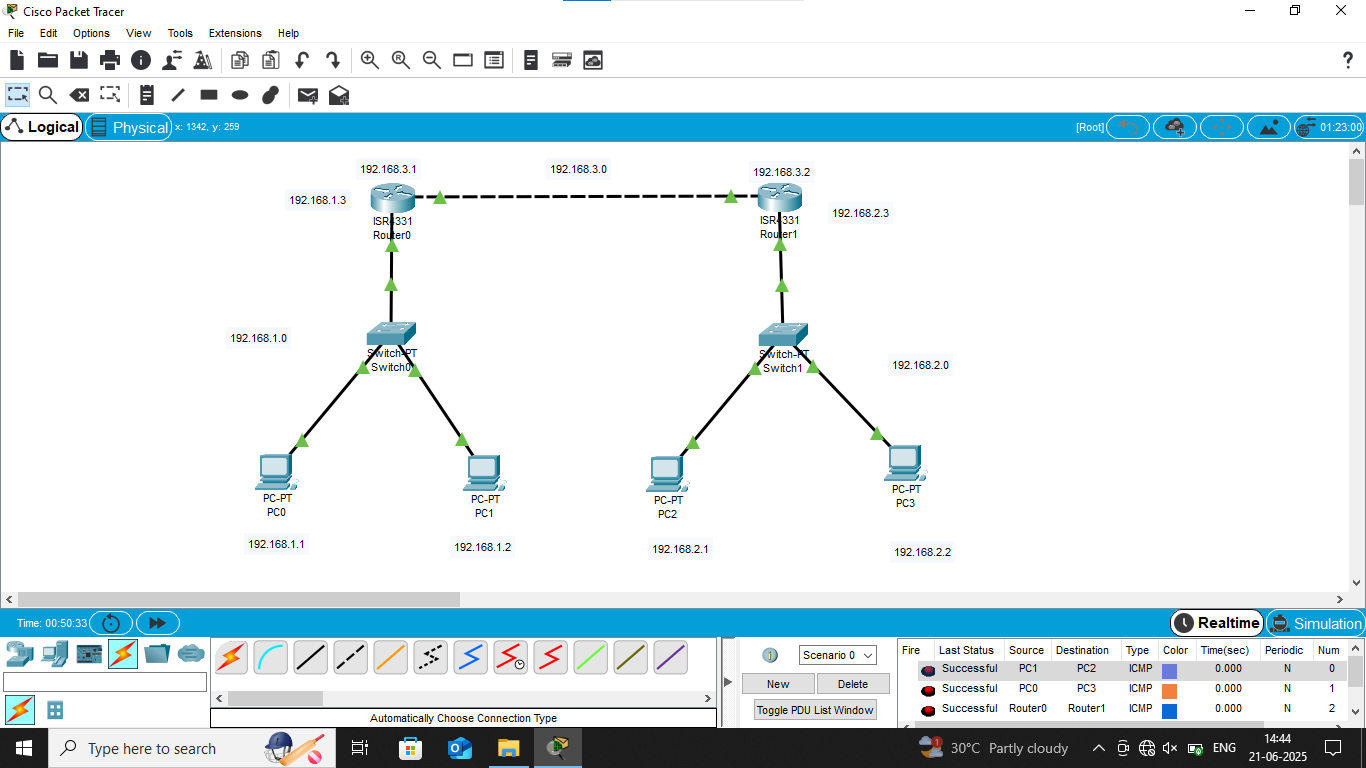 Cisco Packet Tracer
File Edit Options View Tools Extensions Help
R
?
Logical
Physical
x: 1342, y: 259
[Root]
01:23:00
192.168.3.1
192.168.3.0
192.168.3.2
192.168.1.3
192.168.2.3
ISR4331
Router0
ISR4331
Router1
192.168.1.0
Switch-PT
Switch0
Switch-PT
Switch1
192.168.2.0
PC-PT
PC0
PC-PT
PC1
PC-PT
PC2
PC-PT
PC3
192.168.1.1
192.168.1.2
192.168.2.1
192.168.2.2
Time: 00:50:33
Realtime
Simulation
Scenario 0
New
Delete
Toggle PDU List Window
Automatically Choose Connection Type
Fire Last Status Source Destination Type Color Time(sec) Periodic Num
Successful PC1 PC2 ICMP 0.000 N 0
Successful PC0 PC3 ICMP 0.000 N 1
Successful Router0 Router1 ICMP 0.000 N 2
Type here to search
30°C Partly cloudy
ENG
14:44
21-06-2025